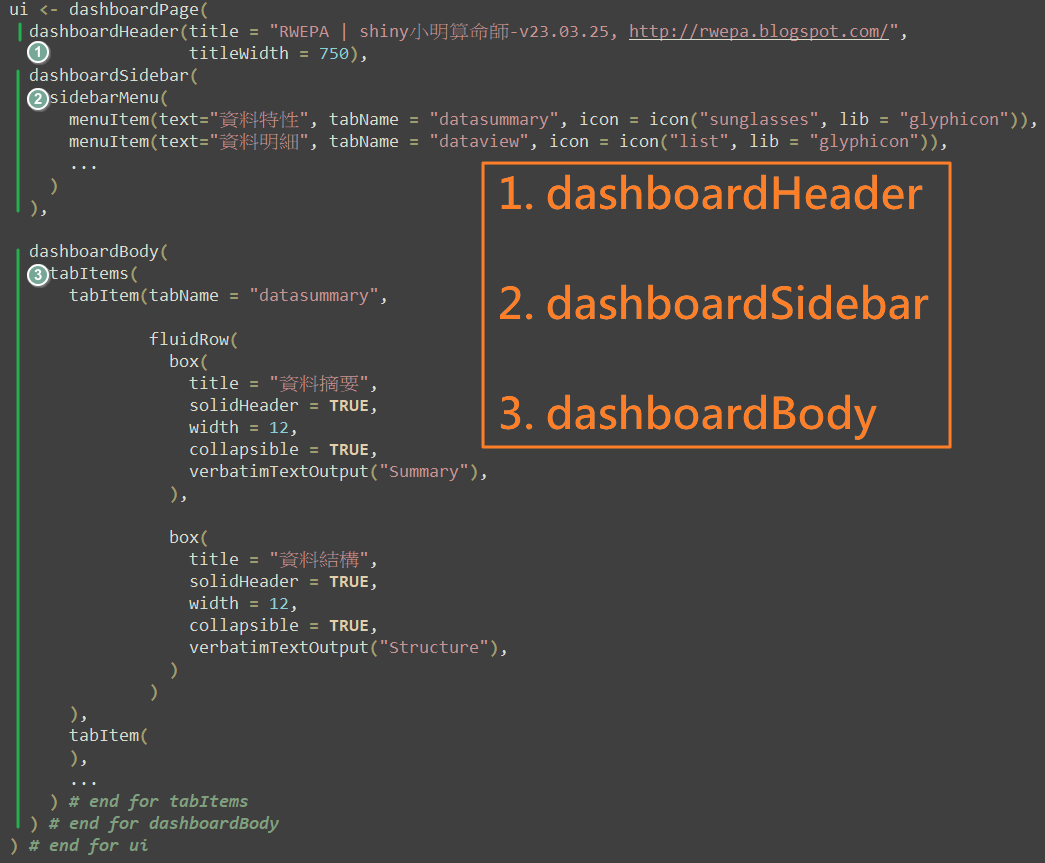 ui <- dashboardPage(
dashboardHeader(title = "RWEPA | shiny小明算命師-v23.03.25, http://rwepa.blogspot.com/",
1
titleWidth = 750),
dashboardSidebar(
2
sidebarMenu(
menuItem(text="資料特性", tabName = "datasummary", icon = icon("sunglasses", lib = "glyphicon")),
menuItem(text="資料明細", tabName = "dataview", icon = icon("list", lib = "glyphicon")),
...
)
),
dashboardBody(
3
tabItems(
tabItem(tabName = "datasummary",
fluidRow(
box(
title = "資料摘要",
solidHeader = TRUE,
width = 12,
collapsible = TRUE,
verbatimTextOutput("Summary"),
),
box(
title = "資料結構",
solidHeader = TRUE,
width = 12,
collapsible = TRUE,
verbatimTextOutput("Structure"),
)
)
),
tabItem(
),
...
) # end for tabItems
) # end for dashboardBody
) # end for ui
1. dashboardHeader
2. dashboardSidebar
3. dashboardBody